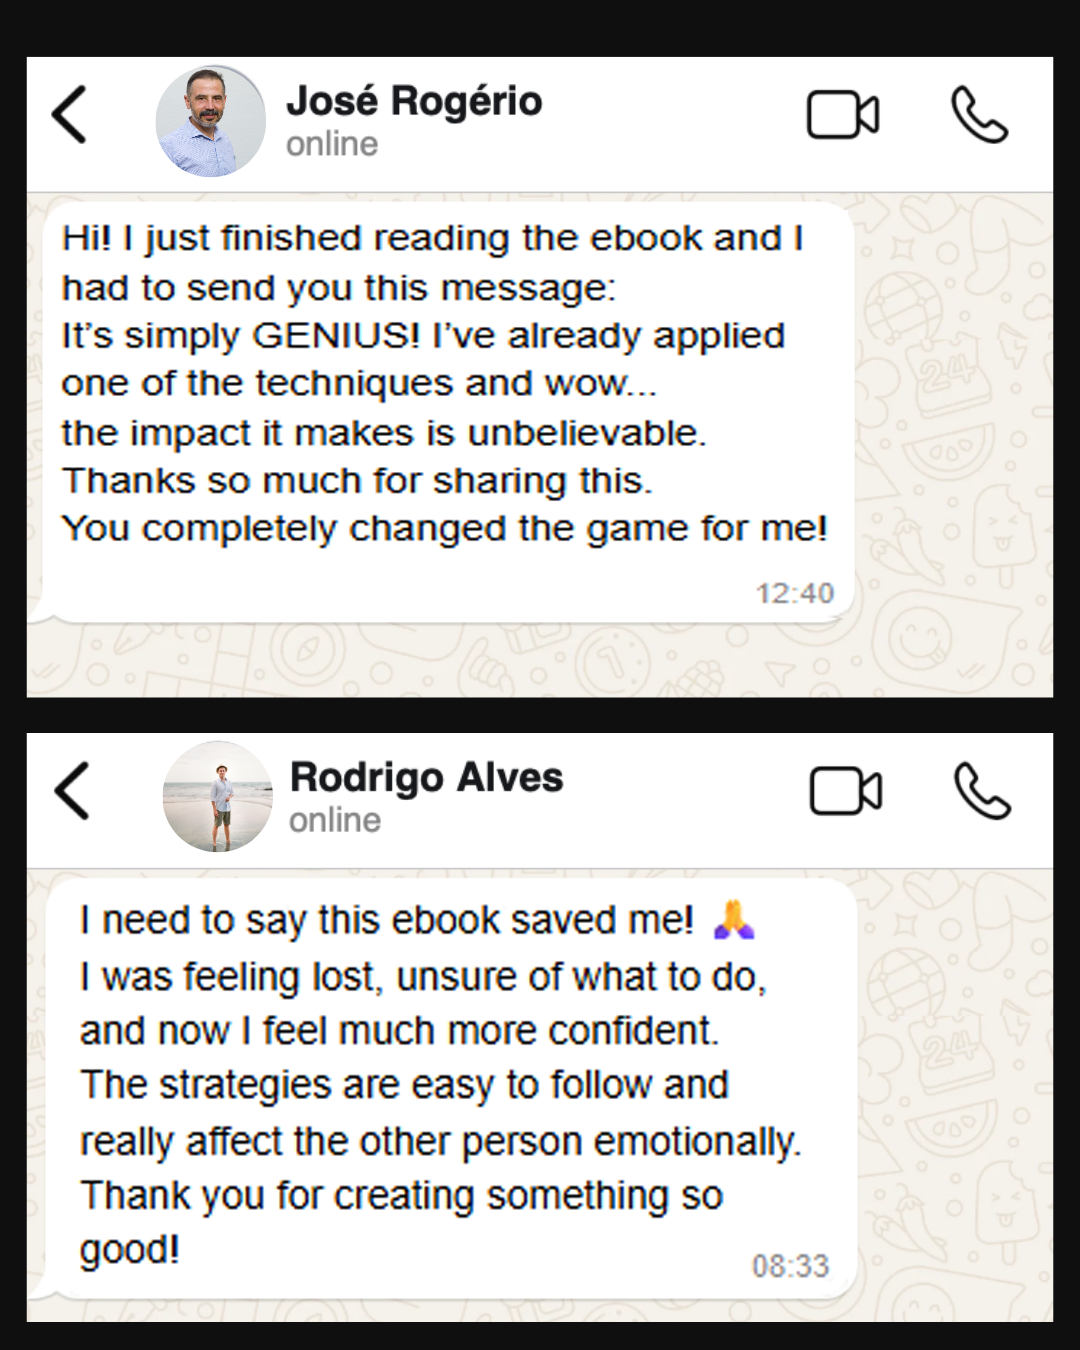 José Rogério
online
Hi! I just finished reading the ebook and I
had to send you this message:
It’s simply GENIUS! I’ve already applied
one of the techniques and wow...
the impact it makes is unbelievable.
Thanks so much for sharing this.
You completely changed the game for me!
12:40
Rodrigo Alves
online
I need to say this ebook saved me! 🙏
I was feeling lost, unsure of what to do,
and now I feel much more confident.
The strategies are easy to follow and
really affect the other person emotionally.
Thank you for creating something so
good!
08:33